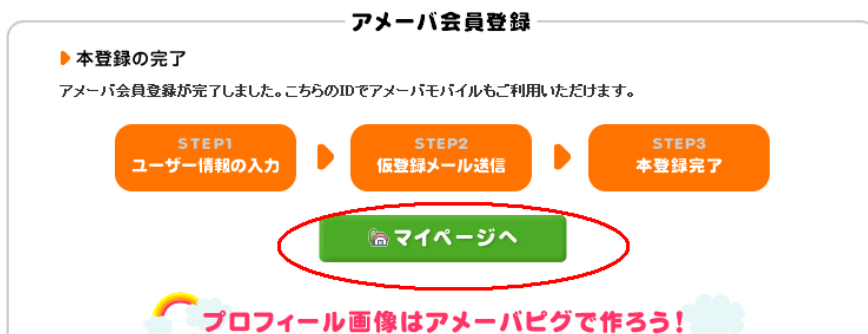 アメーバ会員登録
本登録の完了
アメーバ会員登録が完了しました。こちらのIDでアメーバモバイルもご利用いただけます。
STEP1
ユーザー情報の入力
STEP2
仮登録メール送信
STEP3
本登録完了
マイページへ
プロフィール画像はアメーバピグで作ろう!